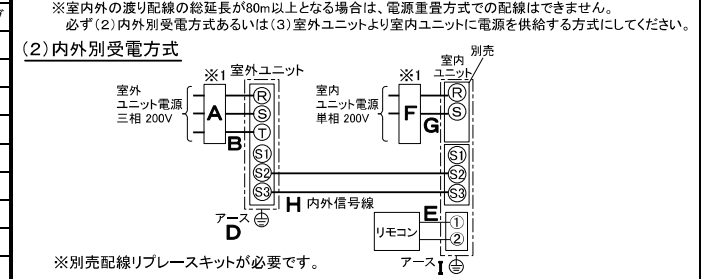 ※室内外の渡り配線の総延長が80m以上となる場合は、電源重畳方式での配線はできません。
必ず(2)内外別受電方式あるいは(3)室外ユニットより室内ユニットに電源を供給する方式にしてください。
(2)内外別受電方式
別売
※1 室外ユニット
※1 室内
ユニット
室外
ユニット電源
三相 200V
A
B
R
S
T
S1
S2
S3
室内
ユニット電源
単相 200V
F
G
R
S
S1
S2
S3
H 内外信号線
アース
D
リモコン
E
①
②
アース I
※別売配線リプレースキットが必要です。